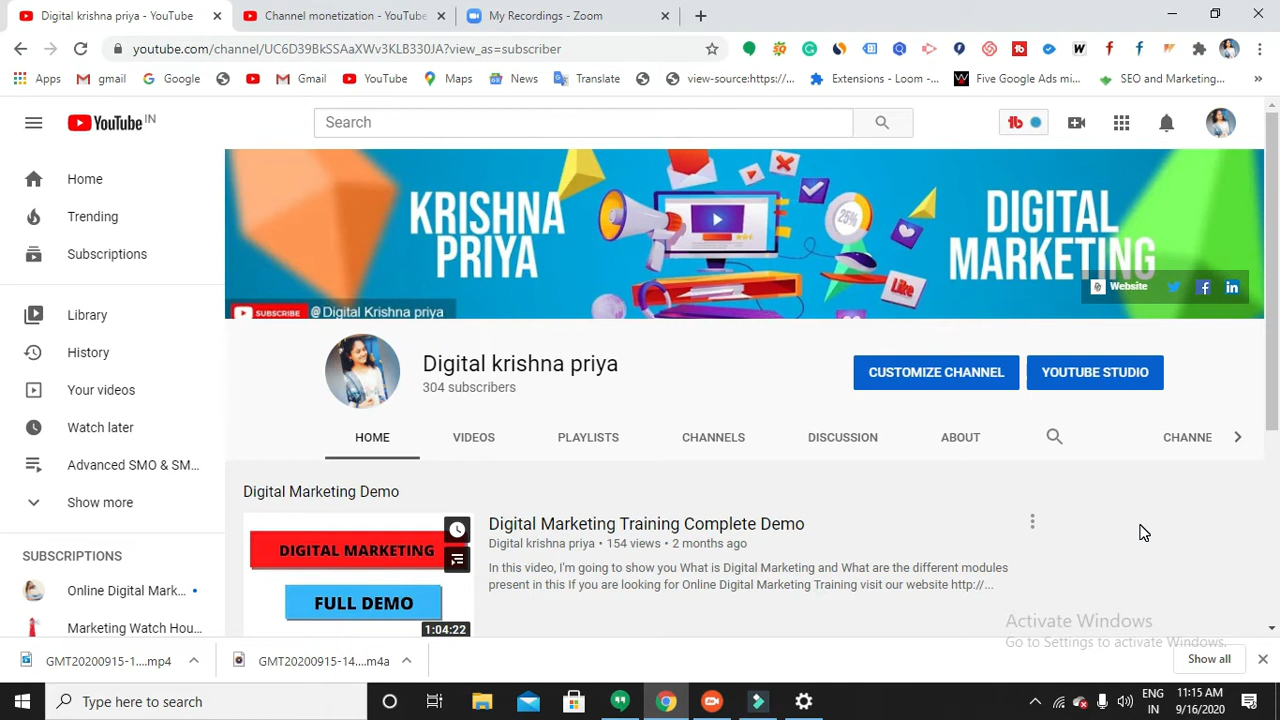 Digital krishna priya - YouTube
Channel monetization - YouTube
My Recordings - Zoom
youtube.com/channel/UC6D39BkSSAaXWv3KLB330JA?view_as=subscriber
Apps
gmail
Google
Gmail
YouTube
Maps
News
Translate
view-source:https://...
Extensions - Loom -...
Five Google Ads mi...
SEO and Marketing...
YouTube IN
Search
Home
Trending
Subscriptions
Library
History
Your videos
Watch later
Advanced SMO & SM...
Show more
SUBSCRIPTIONS
Online Digital Mark...
Marketing Watch Hou...
KRISHNA
PRIYA
25%
Like
DIGITAL
MARKETING
Website
SUBSCRIBE @Digital Krishna priya
Digital krishna priya
304 subscribers
CUSTOMIZE CHANNEL
YOUTUBE STUDIO
HOME
VIDEOS
PLAYLISTS
CHANNELS
DISCUSSION
ABOUT
CHANNE
Digital Marketing Demo
DIGITAL MARKETING
FULL DEMO
1:04:22
Digital Marketing Training Complete Demo
Digital krishna priya • 154 views • 2 months ago
In this video, I'm going to show you What is Digital Marketing and What are the different modules
present in this If you are looking for Online Digital Marketing Training visit our website http://...
Activate Windows
Go to Settings to activate Windows.
GMT20200915-1....mp4
GMT20200915-14....m4a
Show all
Type here to search
ENG
IN
11:15 AM
9/16/2020